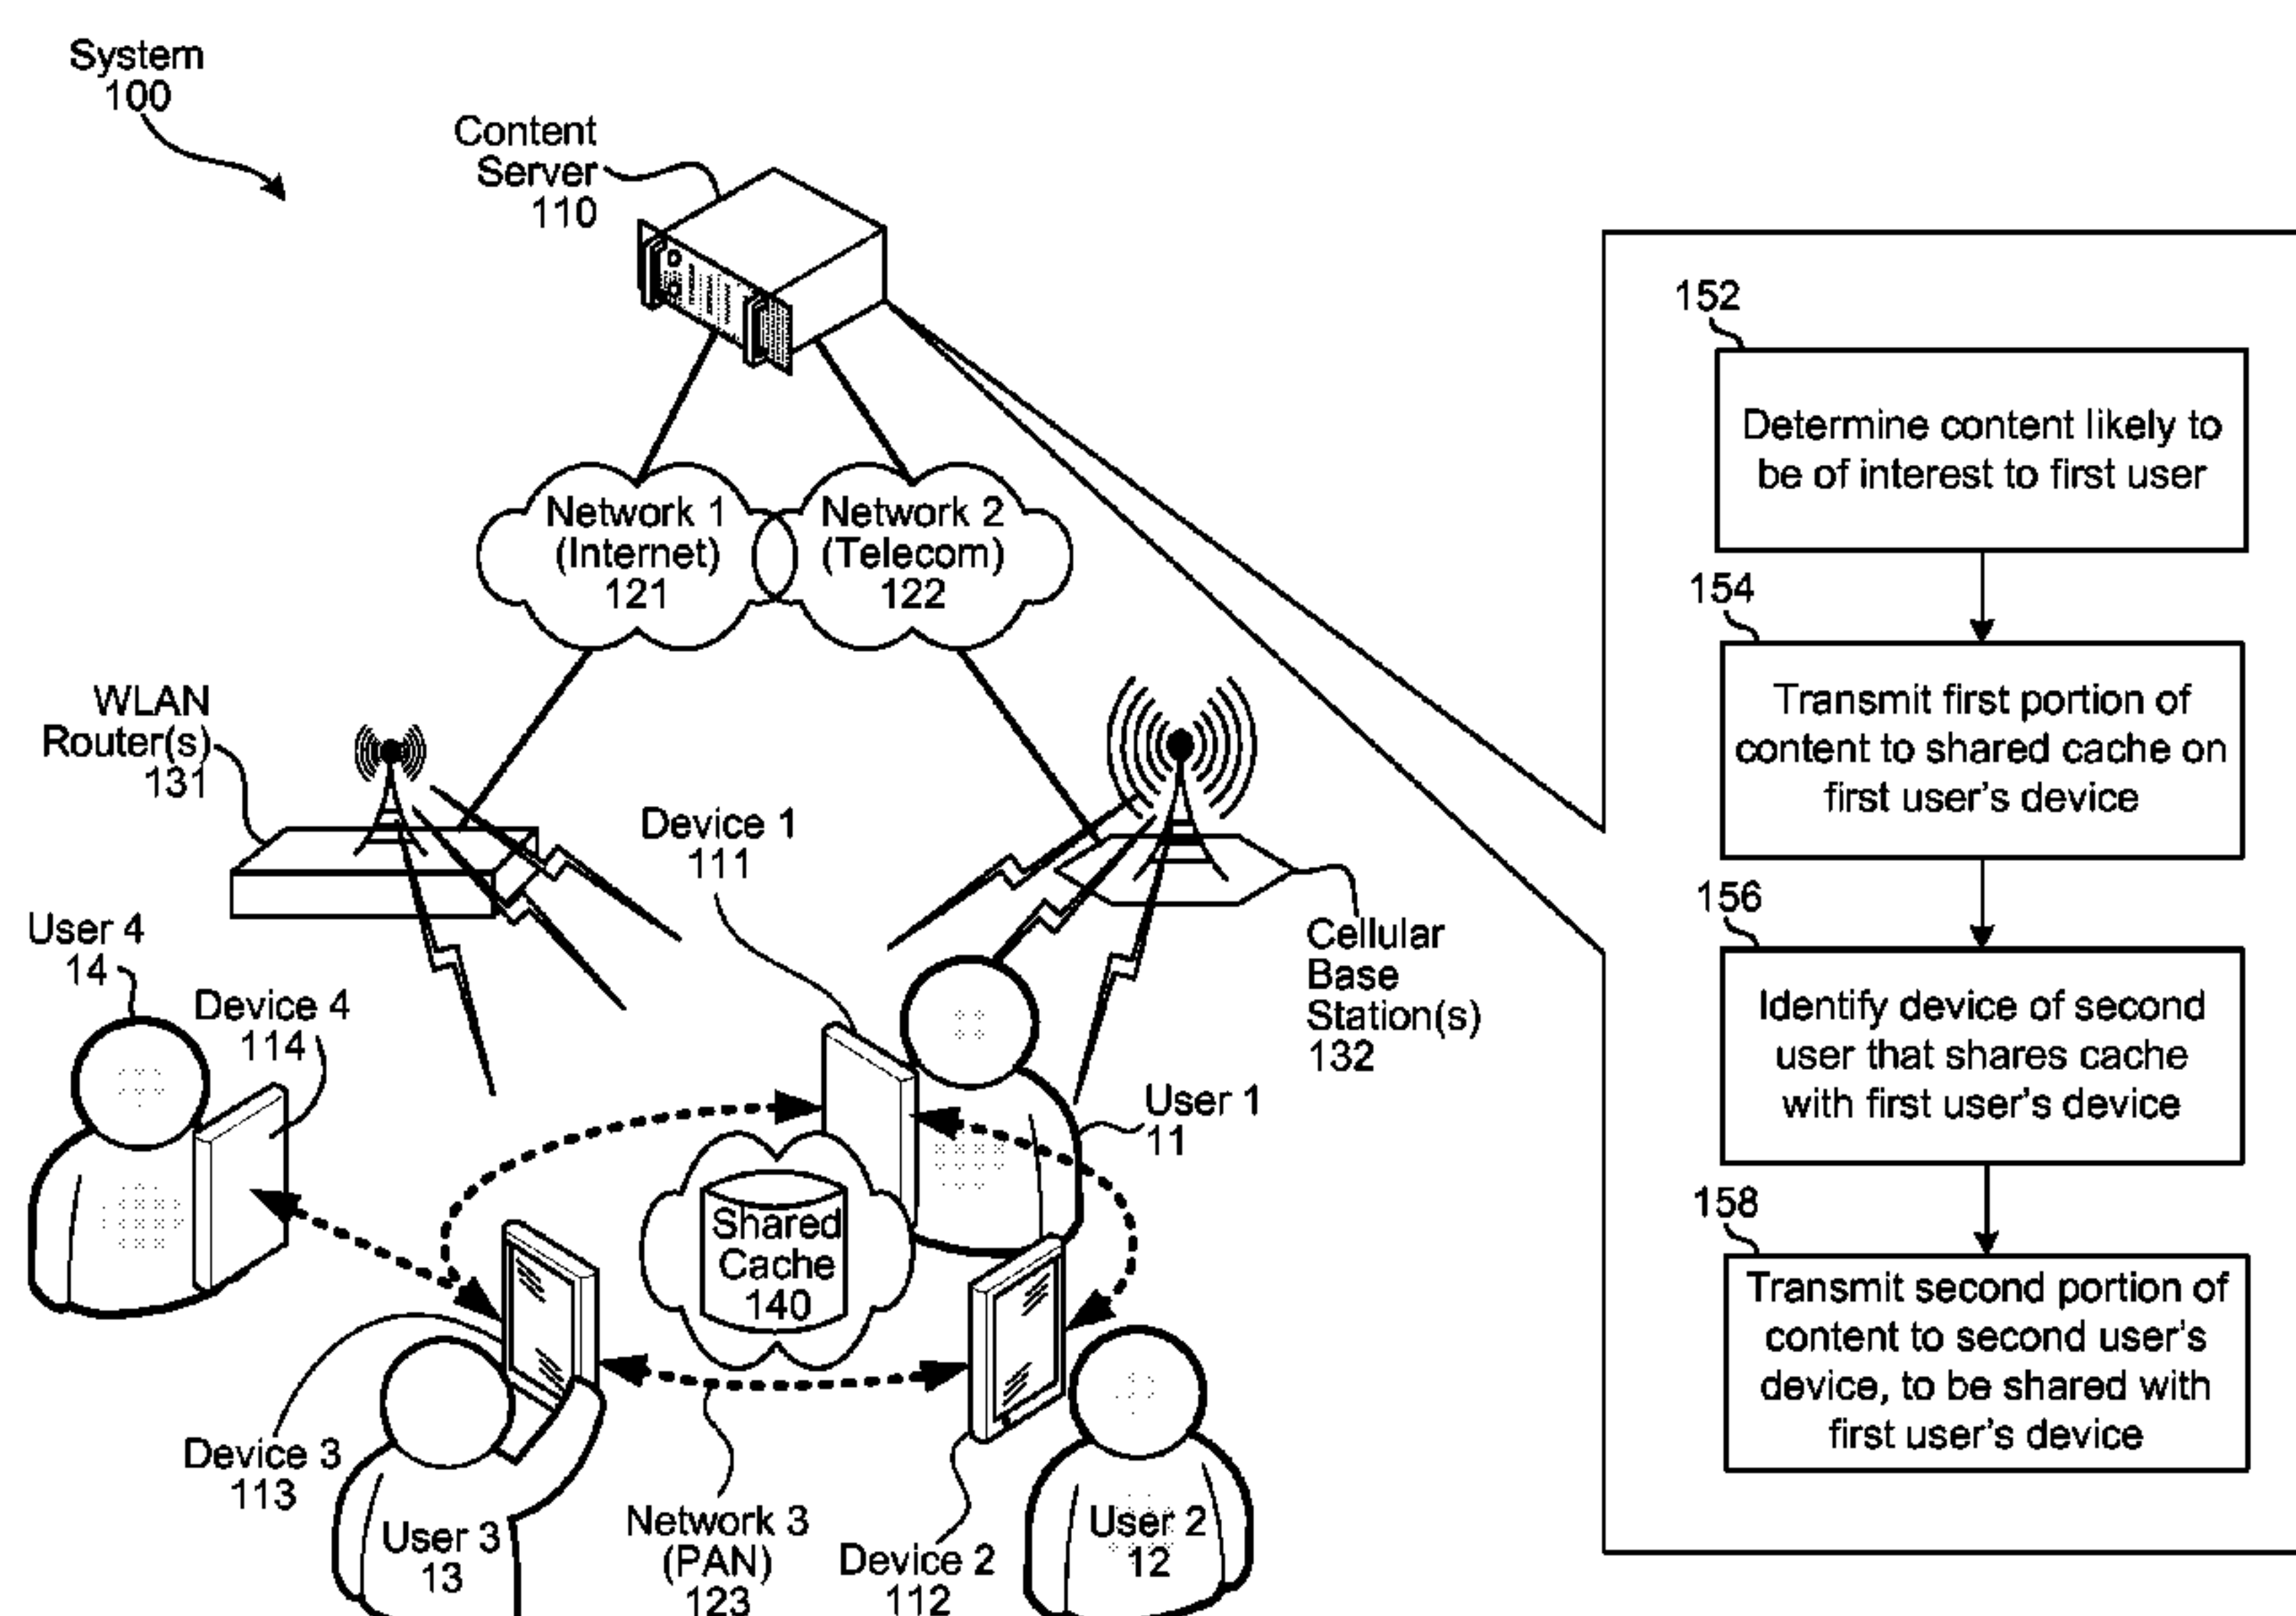 System
100
Content
Server
110
Network 1
(Internet)
121
Network 2
(Telecom)
122
WLAN
Router(s)
131
Device 1
111
Cellular
Base
Station(s)
132
User 4
14
Device 4
114
User 1
11
Shared
Cache
140
Device 3
113
User 3
13
Network 3
(PAN)
123
Device 2
112
User 2
12
152
Determine content likely to
be of interest to first user
154
Transmit first portion of
content to shared cache on
first user's device
156
Identify device of second
user that shares cache
with first user's device
158
Transmit second portion of
content to second user's
device, to be shared with
first user's device